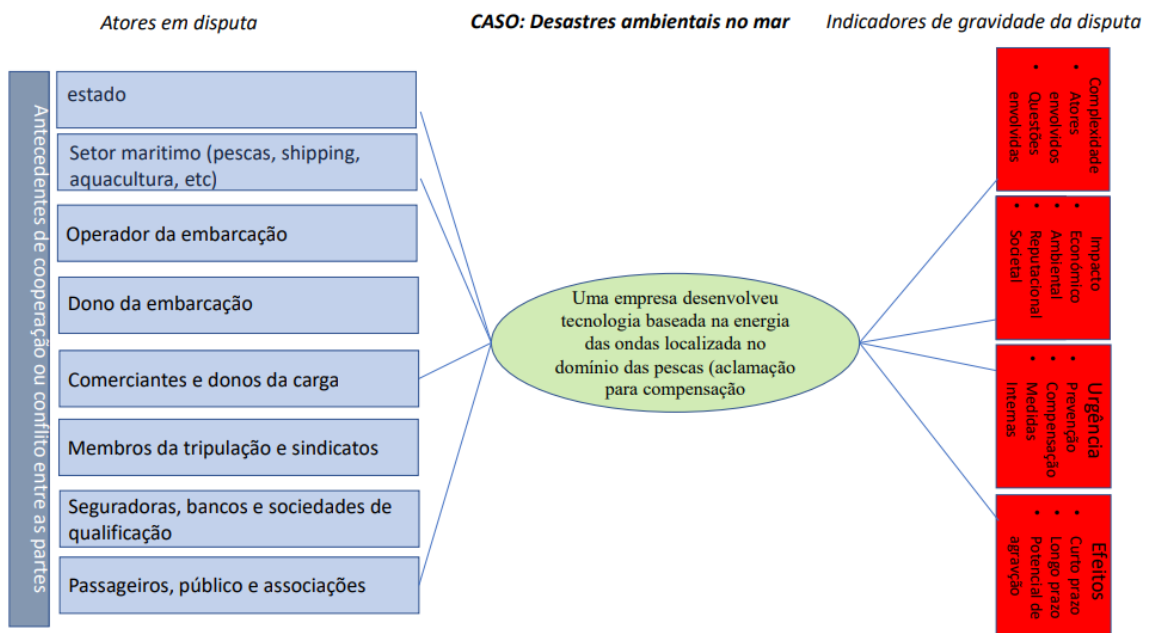 Atores em disputa
CASO: Desastres ambientais no mar
Indicadores de gravidade da disputa
Antecedentes de cooperação ou conflito entre as partes
estado
Setor maritimo (pescas, shipping,
aquacultura, etc)
Operador da embarcação
Dono da embarcação
Comerciantes e donos da carga
Membros da tripulação e sindicatos
Seguradoras, bancos e sociedades de
qualificação
Passageiros, público e associações
Uma empresa desenvolveu
tecnologia baseada na energia
das ondas localizada no
domínio das pescas (aclamação
para compensação
Complexidade
• Atores
envolvidos
• Questões
envolvidas
Impacto
• Económico
• Ambiental
• Reputacional
• Societal
Urgência
• Prevenção
• Compensação
• Medidas
Internas
Efeitos
• Curto prazo
• Longo prazo
• Potencial de
agravção